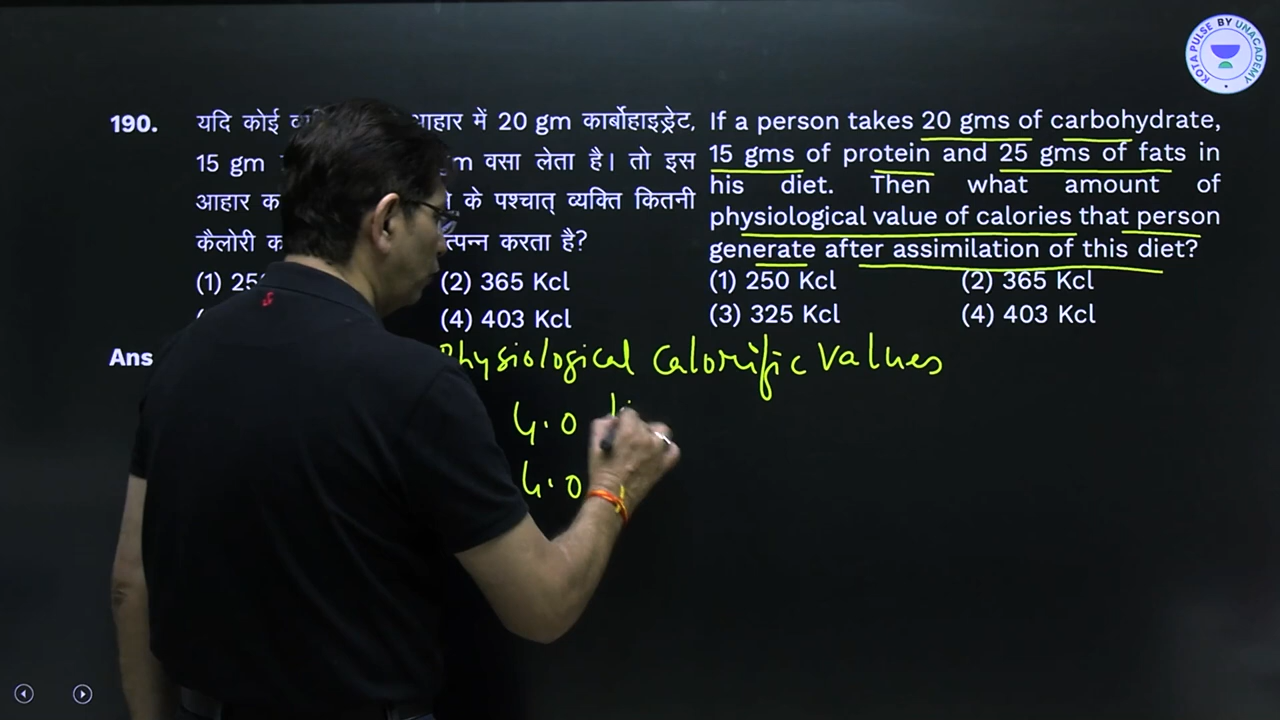 KOTA PULSE BY UNACADEMY
190.
यदि कोई आहार में 20 gm कार्बोहाइड्रेट,
15 gm वसा लेता है। तो इस
आहार के पश्चात् व्यक्ति कितनी
कैलोरी करता है?
(1) (2) 365 Kcl
(4) 403 Kcl
If a person takes 20 gms of carbohydrate,
15 gms of protein and 25 gms of fats in
his diet. Then what amount of
physiological value of calories that person
generate after assimilation of this diet?
(1) 250 Kcl (2) 365 Kcl
(3) 325 Kcl (4) 403 Kcl
Ans
Physiological Calorific Values
4.0
4.0